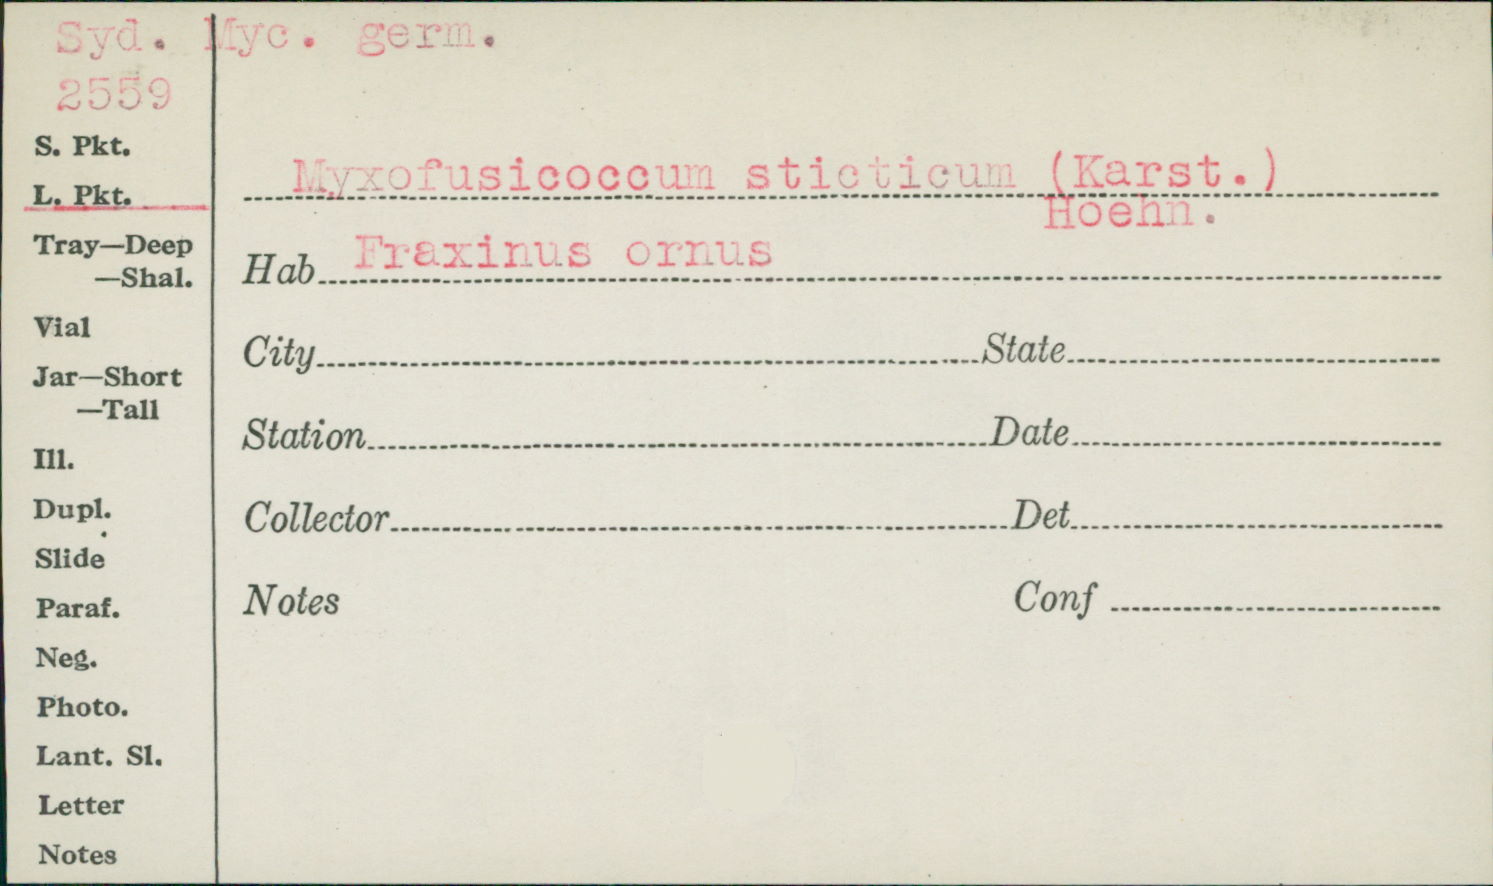 Syd. Myc. germ.
2559
S. Pkt.
L. Pkt.
Tray—Deep
—Shal.
Vial
Jar—Short
—Tall
Ill.
Dupl.
Slide
Paraf.
Neg.
Photo.
Lant. Sl.
Letter
Notes
Myxofusicoccum sticticum (Karst.)
Hoehn.
Hab Fraxinus ornus
City State
Station Date
Collector Det
Notes Conf